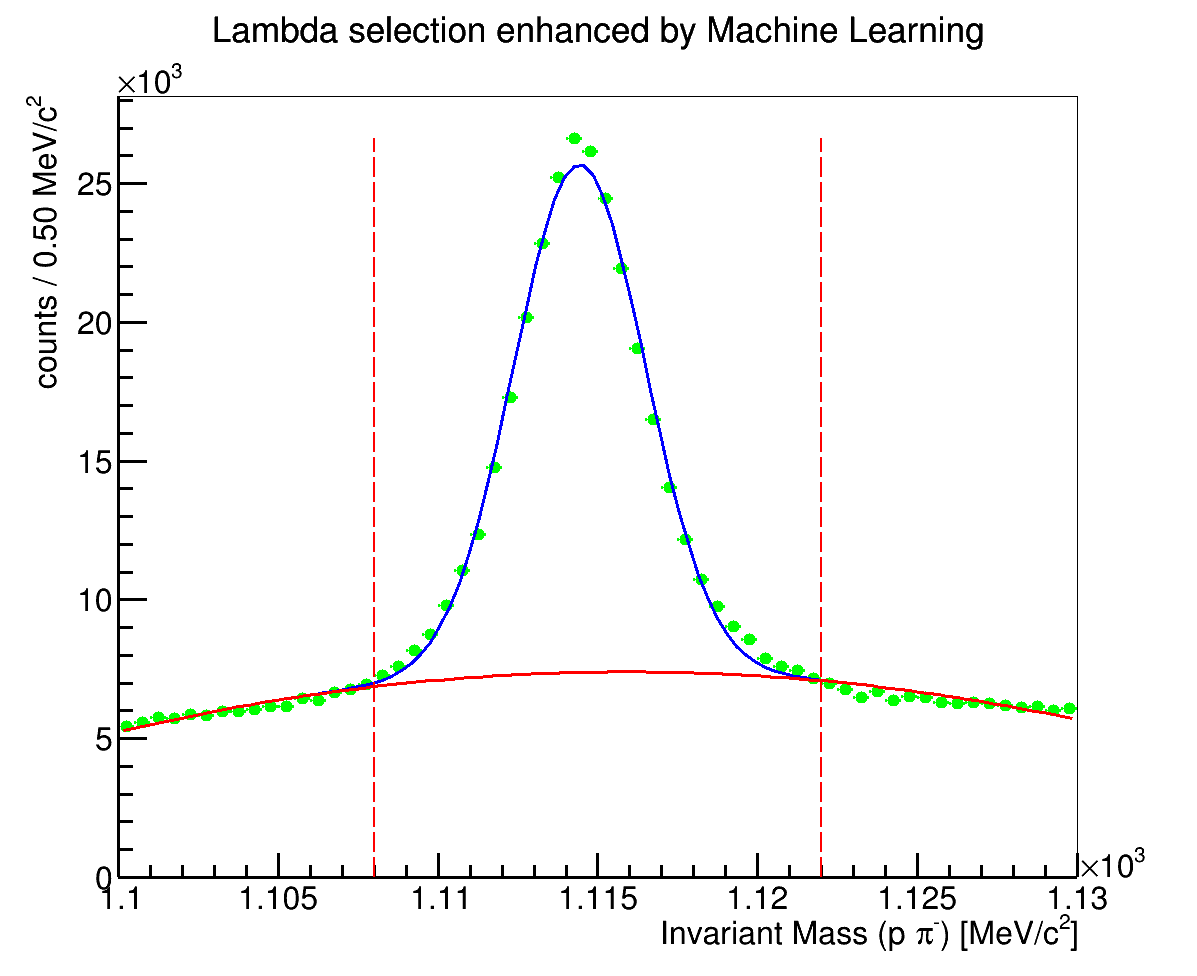 Lambda selection enhanced by Machine Learning
×10³
counts / 0.50 MeV/c²
25
20
15
10
5
0
1.1 1.105 1.11 1.115 1.12 1.125 1.13
×10³
Invariant Mass (p π⁻) [MeV/c²]